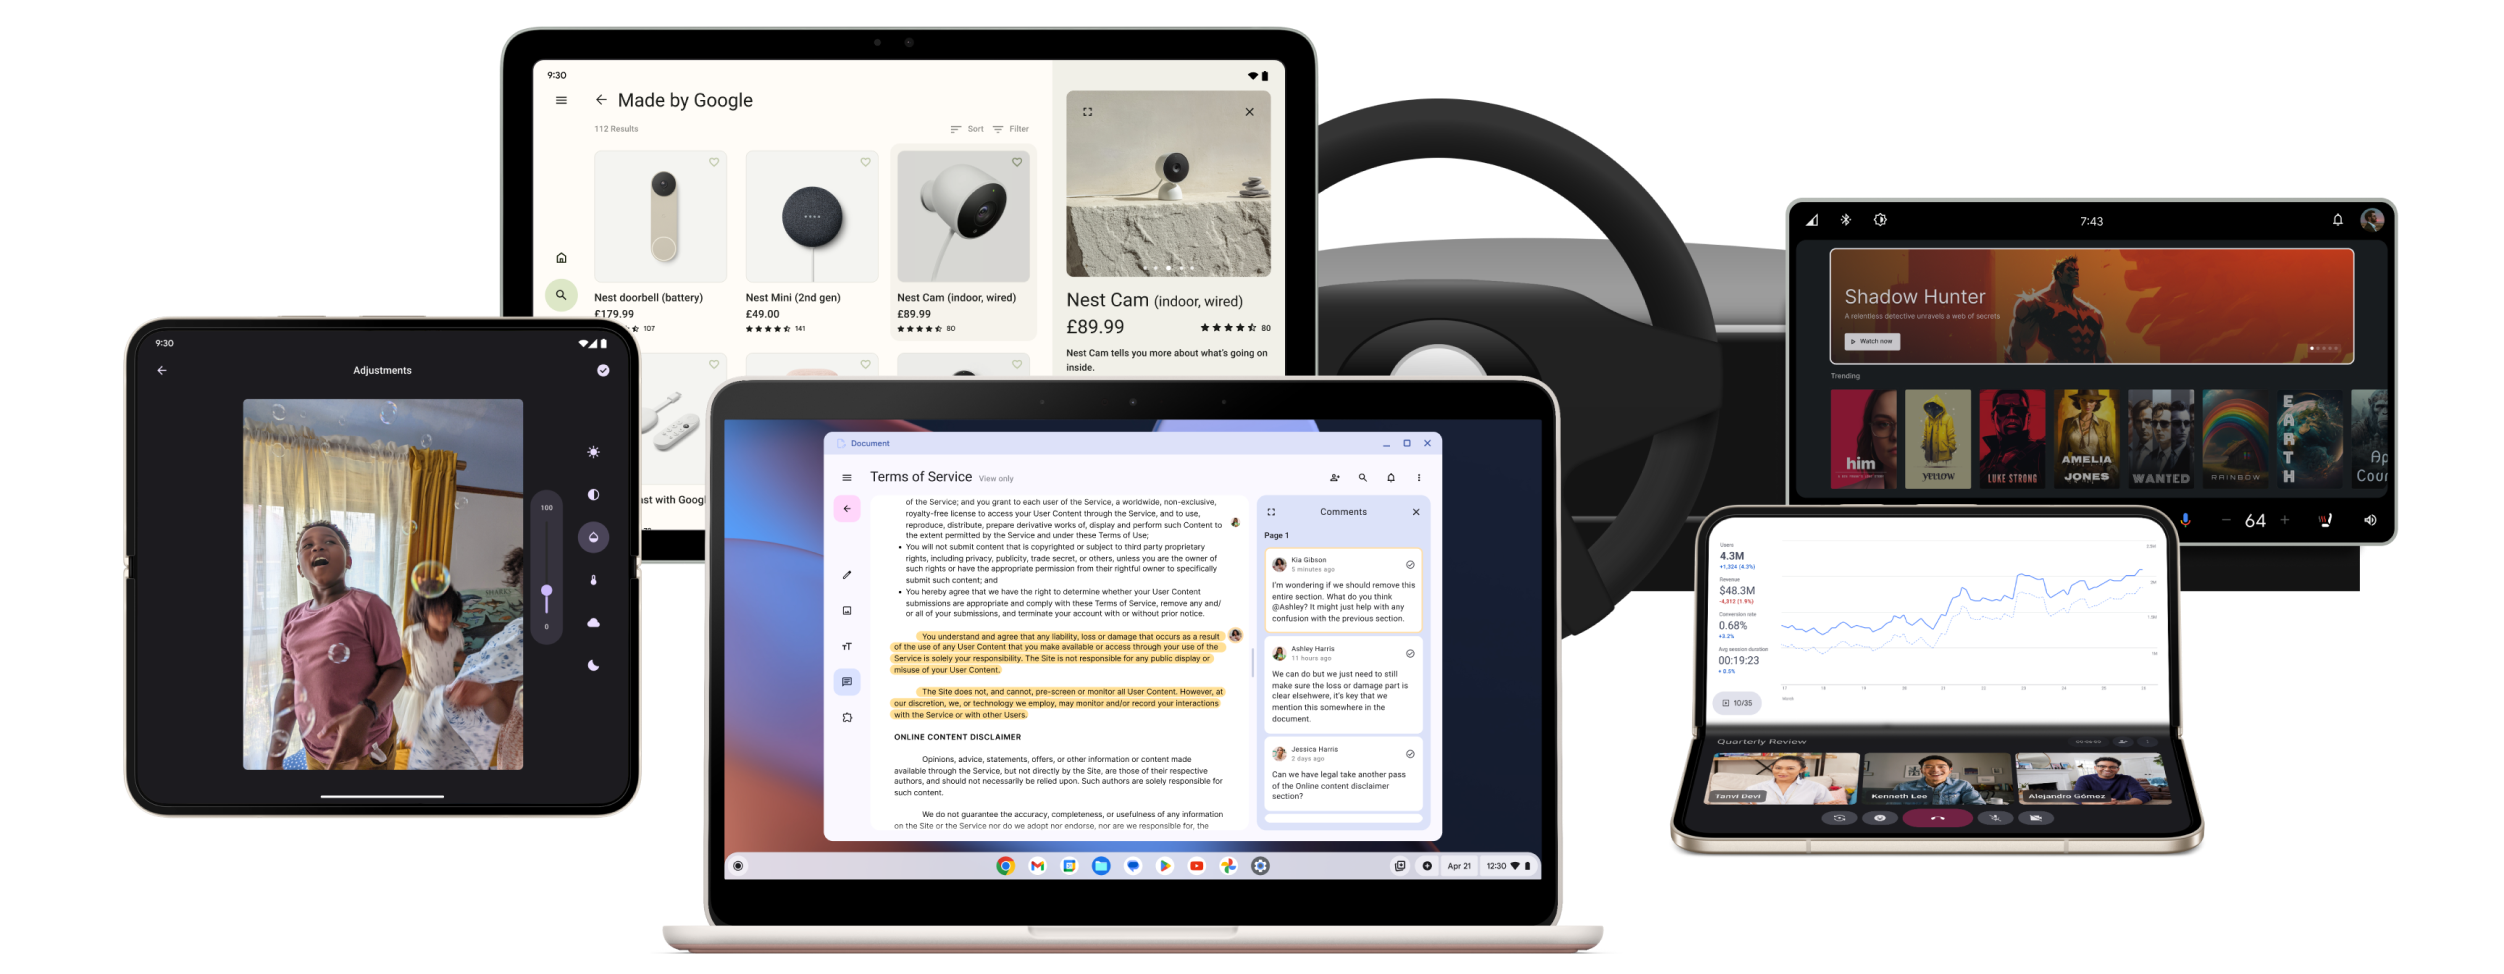 9:30
Made by Google
112 Results
Sort
Filter
Nest doorbell (battery)
£179.99
107
Nest Mini (2nd gen)
£49.00
141
Nest Cam (indoor, wired)
£89.99
80
Nest Cam (indoor, wired)
£89.99
80
Nest Cam tells you more about what's going on
inside.
9:30
Adjustments
100
0
SHARKS
Document
Terms of Service
View only
of the Service; and you grant to each user of the Service, a worldwide, non-exclusive,
royalty-free license to access your User Content through the Service, and to use,
reproduce, distribute, prepare derivative works of, display and perform such Content to
the extent permitted by the Service and under these Terms of Use;
• You will not submit content that is copyrighted or subject to third party proprietary
rights, including privacy, publicity, trade secret, or others, unless you are the owner of
such rights or have the appropriate permission from their rightful owner to specifically
submit such content; and
• You hereby agree that we have the right to determine whether your User Content
submissions are appropriate and comply with these Terms of Service, remove any and/
or all of your submissions, and terminate your account with or without prior notice.
You understand and agree that any liability, loss or damage that occurs as a result
of the use of any User Content that you make available or access through your use of the
Service is solely your responsibility. The Site is not responsible for any public display or
misuse of your User Content.
The Site does not, and cannot, pre-screen or monitor all User Content. However, at
our discretion, we, or technology we employ, may monitor and/or record your interactions
with the Service or with other Users.
ONLINE CONTENT DISCLAIMER
Opinions, advice, statements, offers, or other information or content made
available through the Service, but not directly by the Site, are those of their respective
authors, and should not necessarily be relied upon. Such authors are solely responsible for
such content.
We do not guarantee the accuracy, completeness, or usefulness of any information
on the Site or the Service nor do we adopt nor endorse, nor are we responsible for, the
Comments
Page 1
Kia Gibson
5 minutes ago
I'm wondering if we should remove this
entire section. What do you think
@Ashley? It might just help with any
confusion with the previous section.
Ashley Harris
11 hours ago
We can do but we just need to still
make sure the loss or damage part is
clear elsehwere, it's key that we
mention this somewhere in the
document.
Jessica Harris
2 days ago
Can we have legal take another pass
of the Online content disclaimer
section?
Apr 21
12:30
7:43
Shadow Hunter
A relentless detective unravels a web of secrets
Watch now
Trending
him
YELLOW
LUKE STRONG
AMELIA
JONES
WANTED
RAINBOW
EARTH
64
Users
4.3M
+1,324 (4.3%)
Revenue
$48.3M
-4,312 (1.9%)
Conversion rate
0.68%
+3.2%
Avg session duration
00:19:23
+ 0.5%
10/35
17
18
19
20
21
22
23
24
25
26
Quarterly Review
Tanvi Devi
Kenneth Lee
Alejandro Gómez